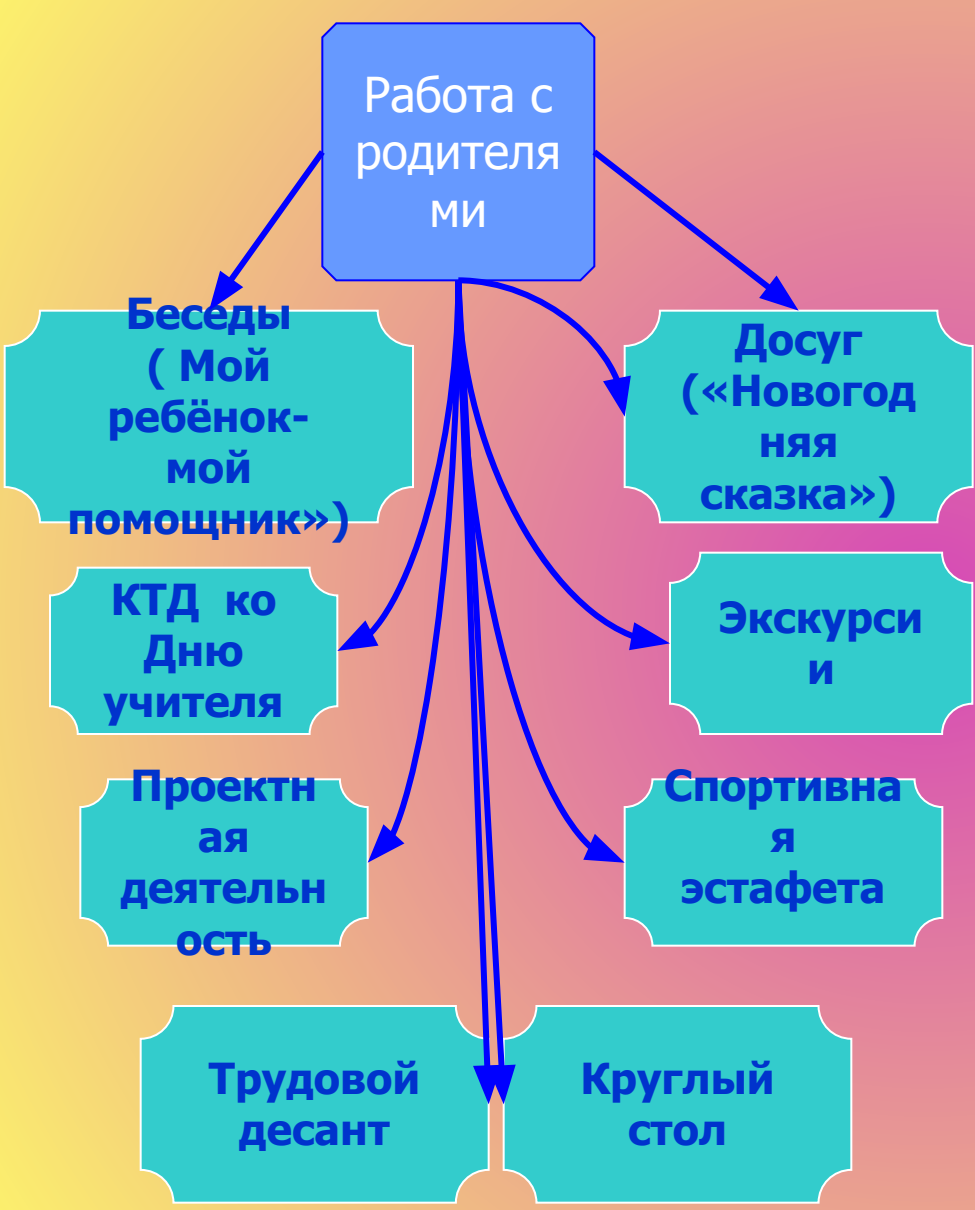 Работа с
родителя
ми
Беседы
( Мой
ребёнок-
мой
помощник»)
Досуг
(«Новогод
няя
сказка»)
КТД ко
Дню
учителя
Экскурси
и
Проектн
ая
деятельн
ость
Спортивна
я
эстафета
Трудовой
десант
Круглый
стол